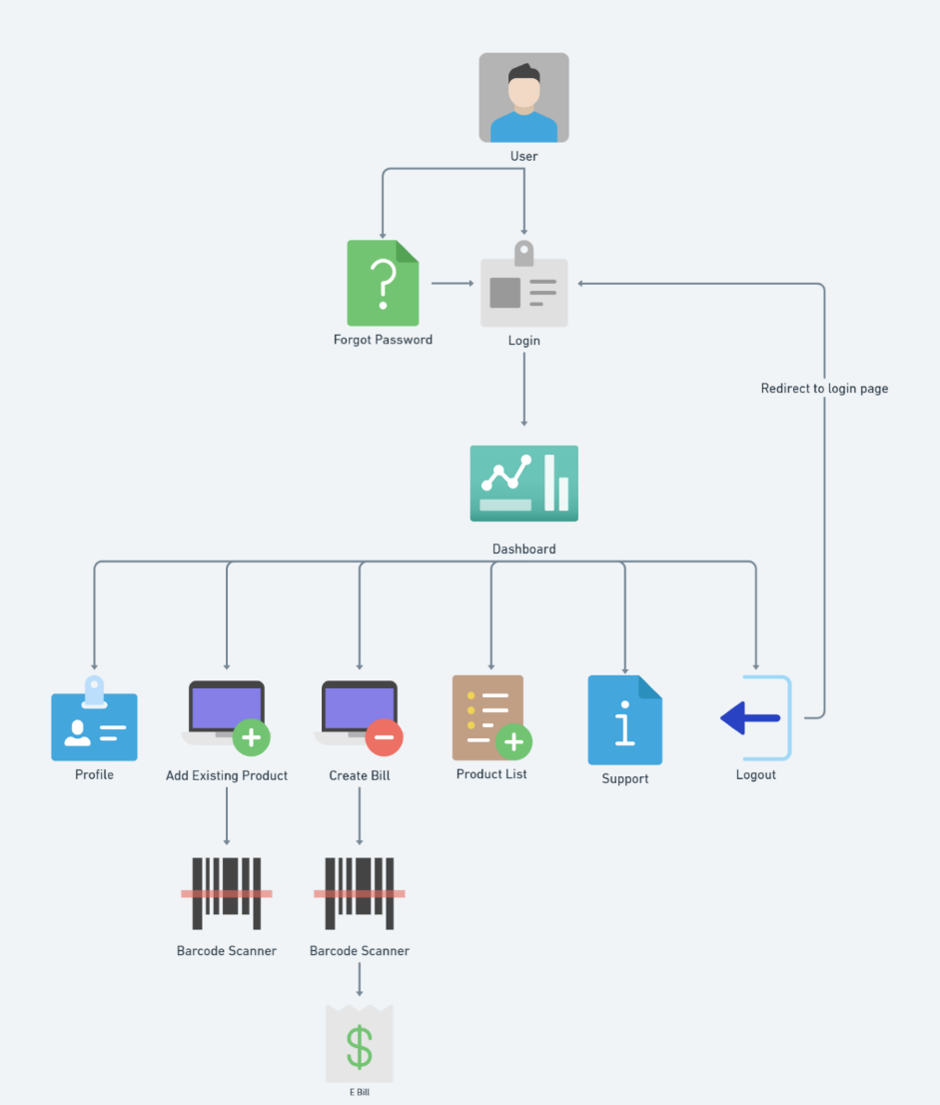 User
Forgot Password
Login
Redirect to login page
Dashboard
Profile
Add Existing Product
Create Bill
Product List
Support
Logout
Barcode Scanner
Barcode Scanner
E Bill